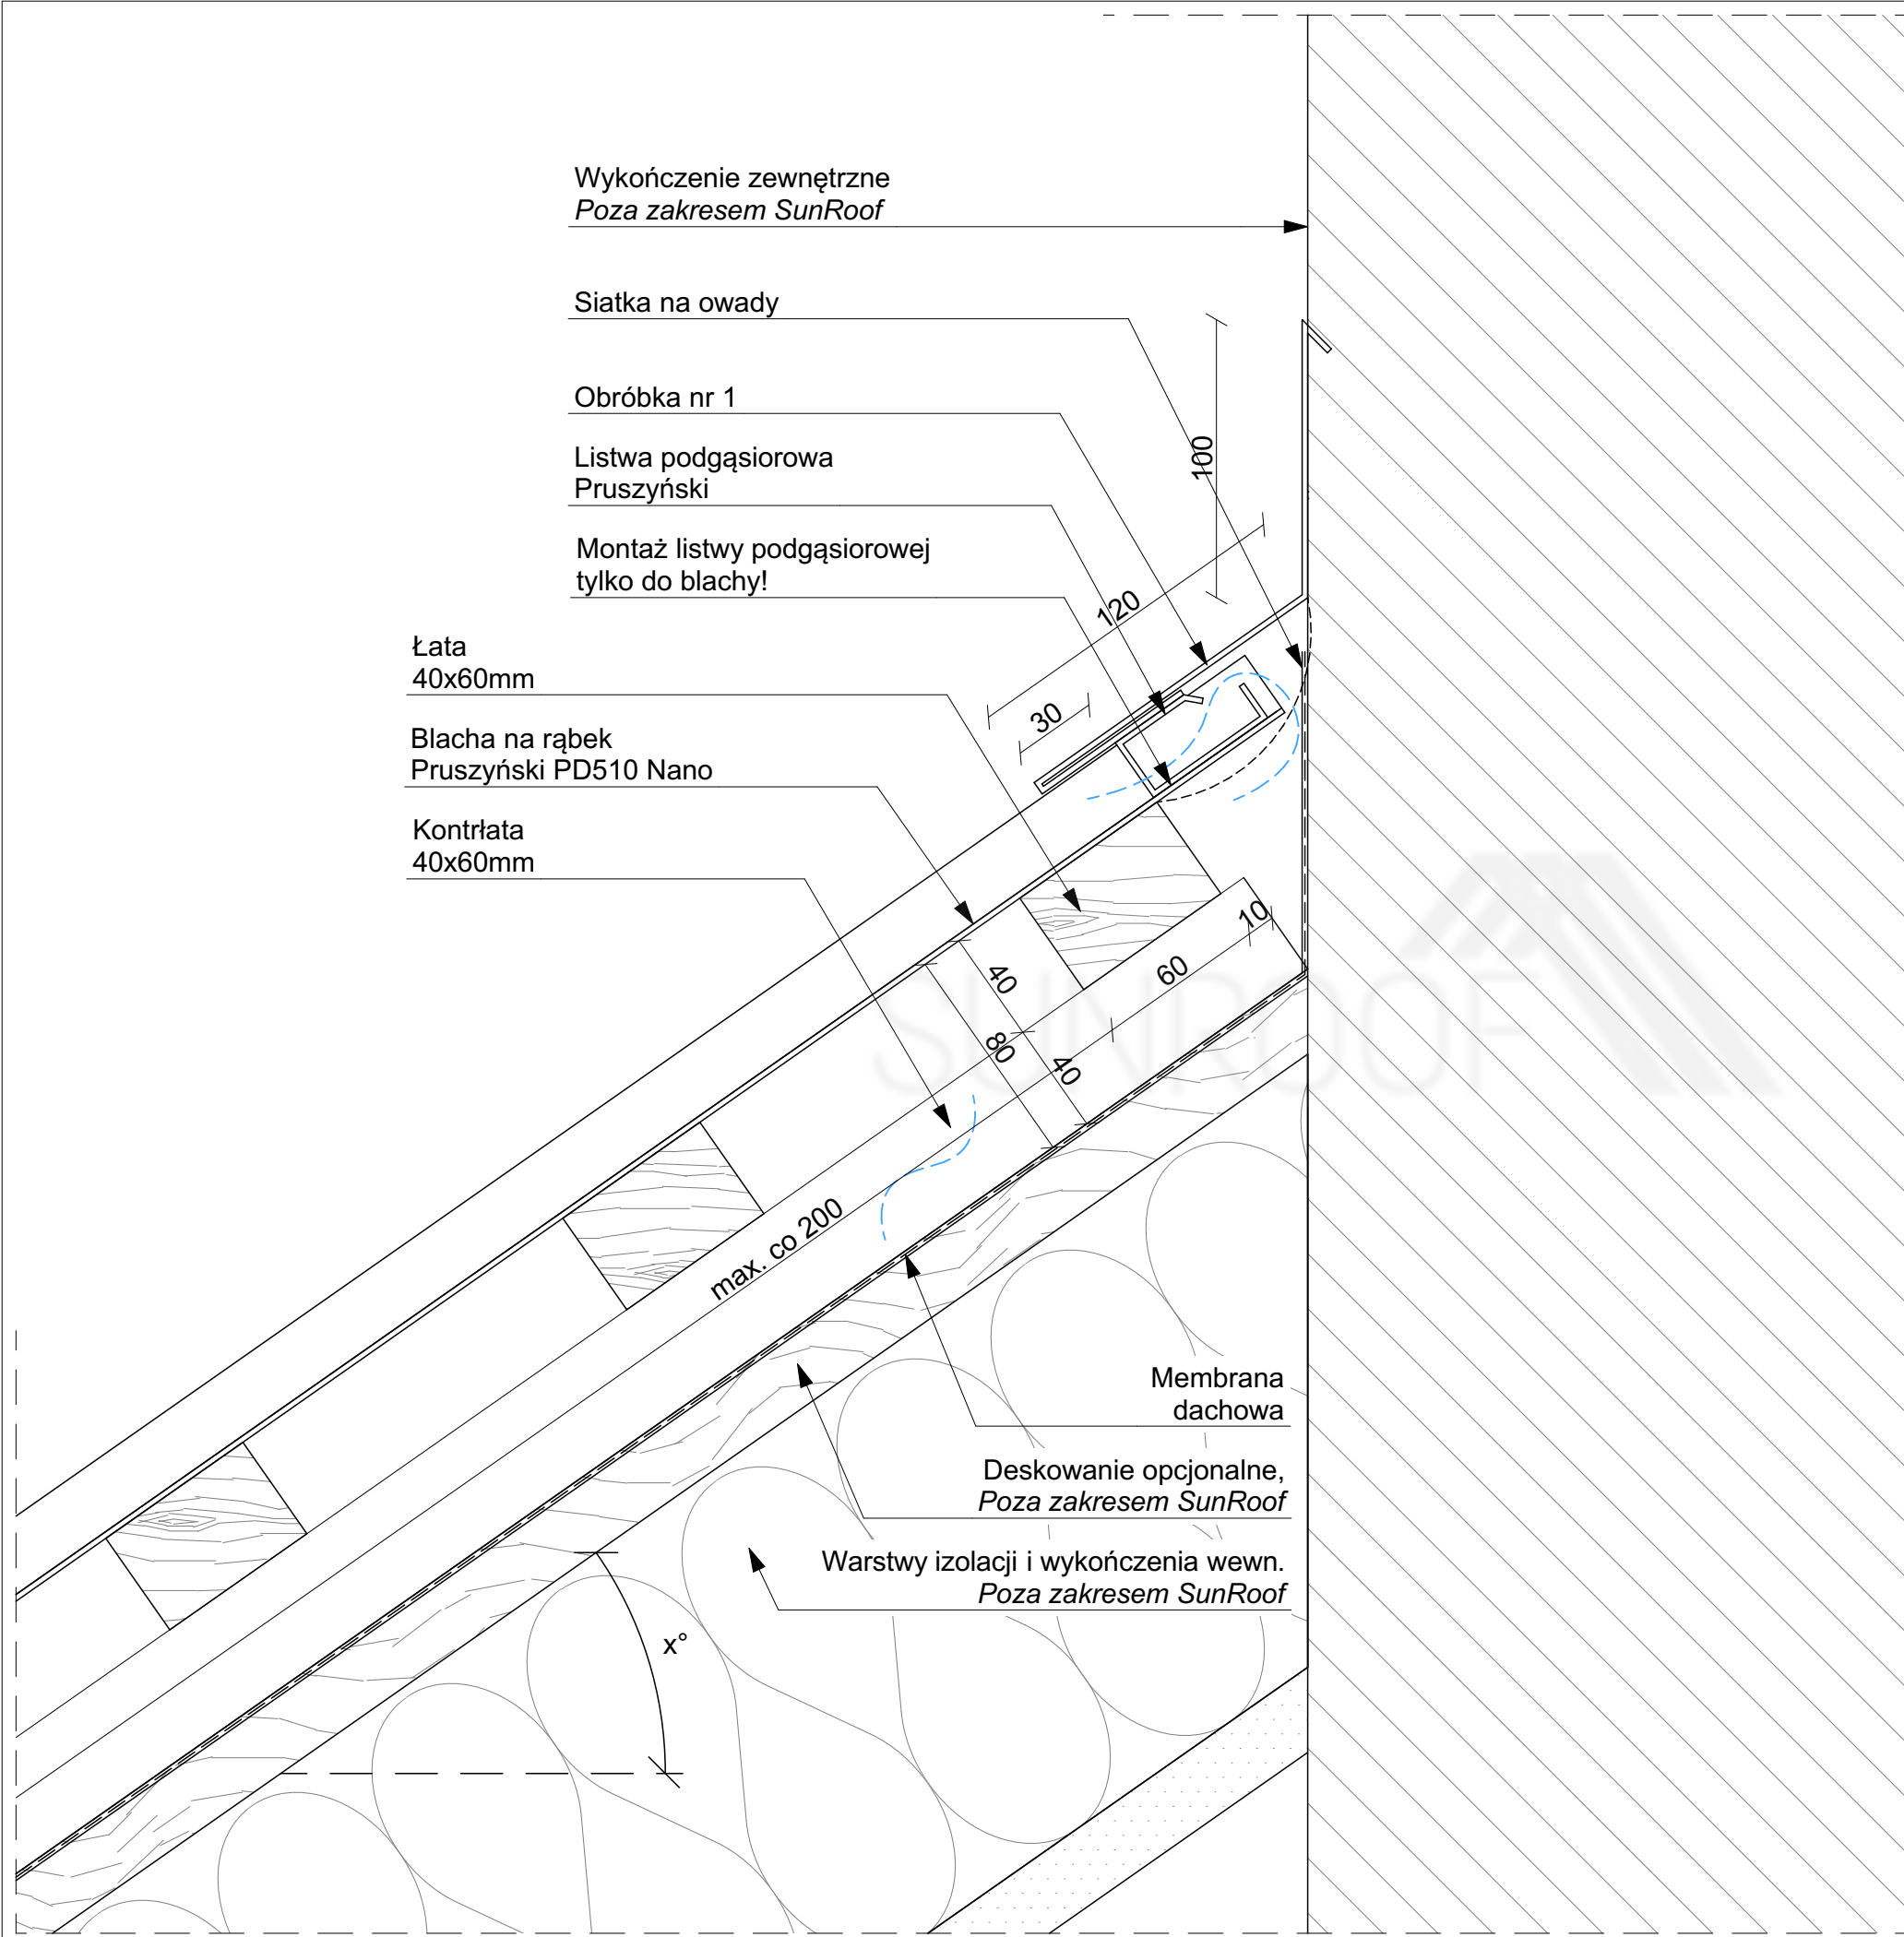 Wykończenie zewnętrzne
Poza zakresem SunRoof
Siatka na owady
Obróbka nr 1
100
Listwa podgąsiorowa
Pruszyński
Montaż listwy podgąsiorowej
tylko do blachy!
120
Łata
40x60mm
30
Blacha na rąbek
Pruszyński PD510 Nano
Kontrłata
40x60mm
10
60
40
80
40
SUNROOF
max. co 200
Membrana
dachowa
Deskowanie opcjonalne,
Poza zakresem SunRoof
Warstwy izolacji i wykończenia wewn.
Poza zakresem SunRoof
x°